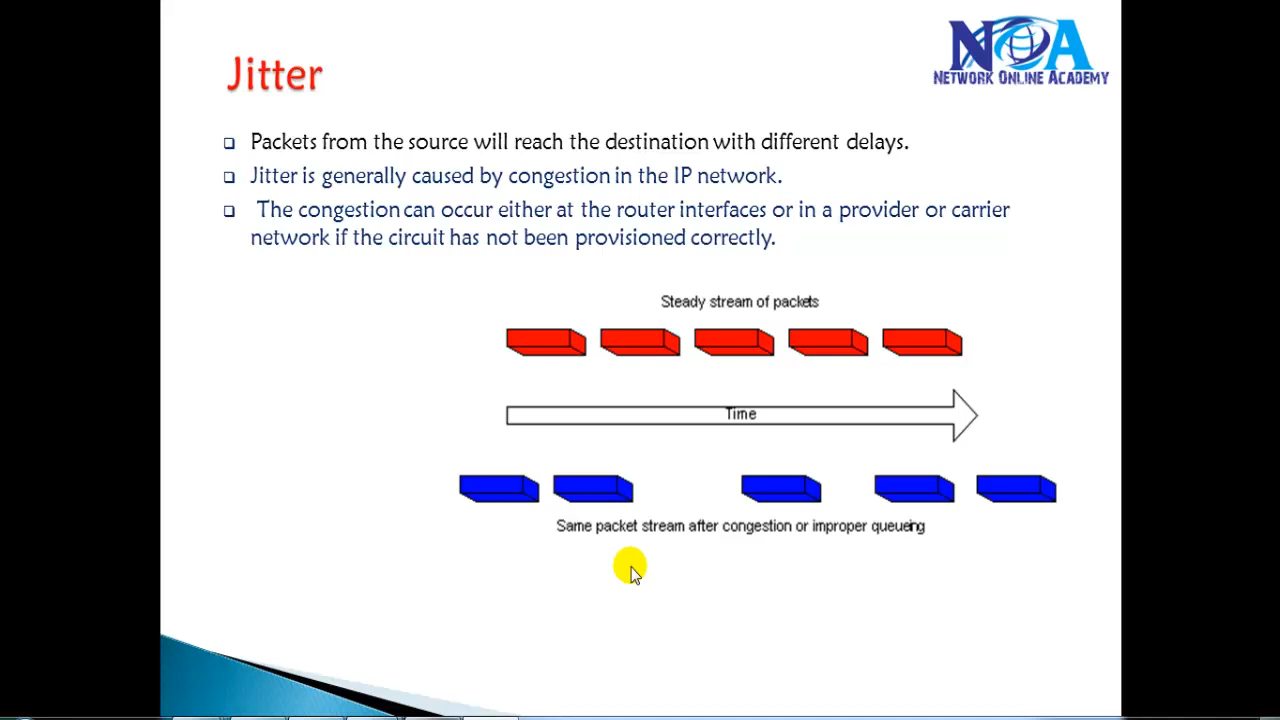 NOA
NETWORK ONLINE ACADEMY
Jitter
Packets from the source will reach the destination with different delays.
Jitter is generally caused by congestion in the IP network.
The congestion can occur either at the router interfaces or in a provider or carrier
network if the circuit has not been provisioned correctly.
Steady stream of packets
Time
Same packet stream after congestion or improper queueing